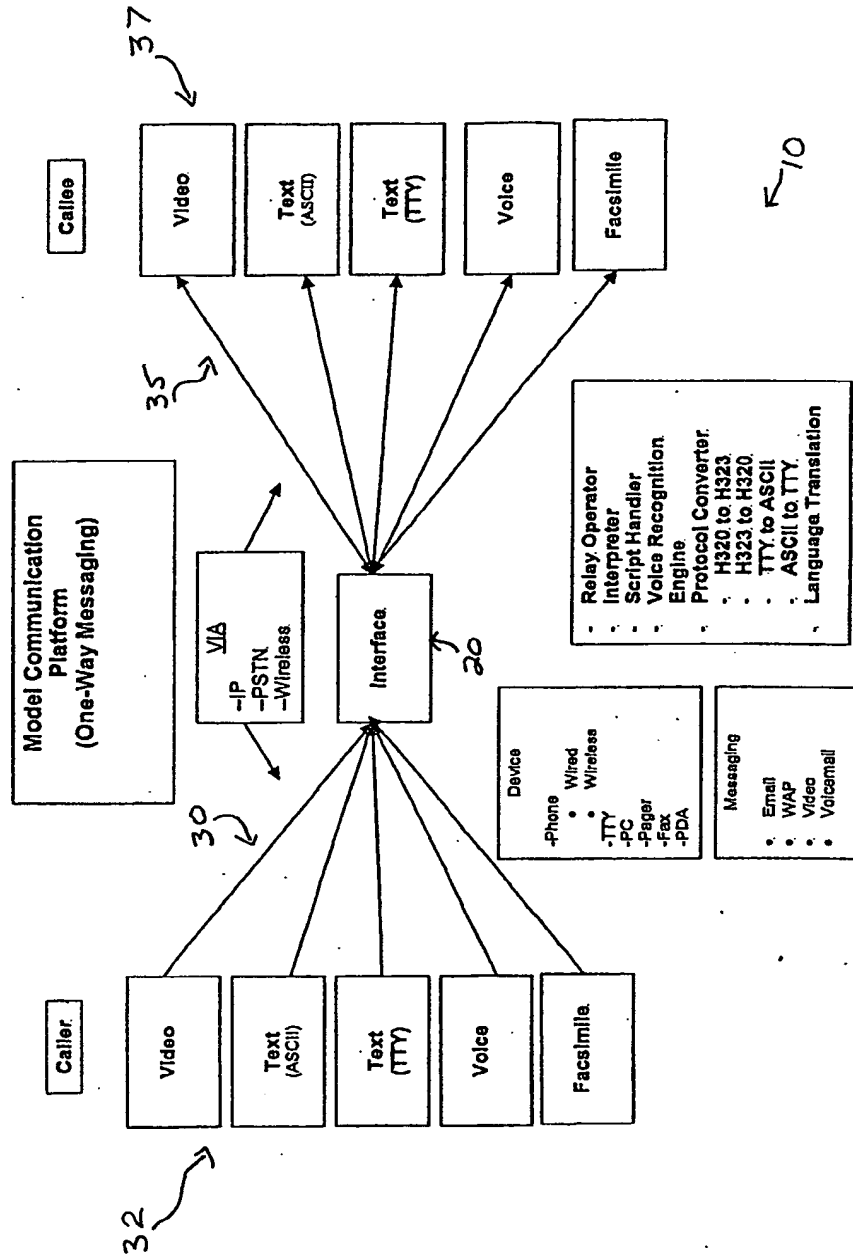 Model Communication
Platform
(One-Way Messaging)
Caller
Callee
32
Video
Text
(ASCII)
Text
(TTY)
Voice
Facsimile
30
VIA
-IP
-PSTN
-Wireless
Interface
20
35
37
Video
Text
(ASCII)
Text
(TTY)
Voice
Facsimile
10
Device
-Phone
• Wired
• Wireless
-TTY
-PC
-Pager
-Fax
-PDA
Messaging
• Email
• WAP
• Video
• Voicemail
- Relay Operator
- Interpreter
- Script Handler
- Voice Recognition
Engine
- Protocol Converter
• H320 to H323
• H323 to H320
• TTY to ASCII
• ASCII to TTY
- Language Translation